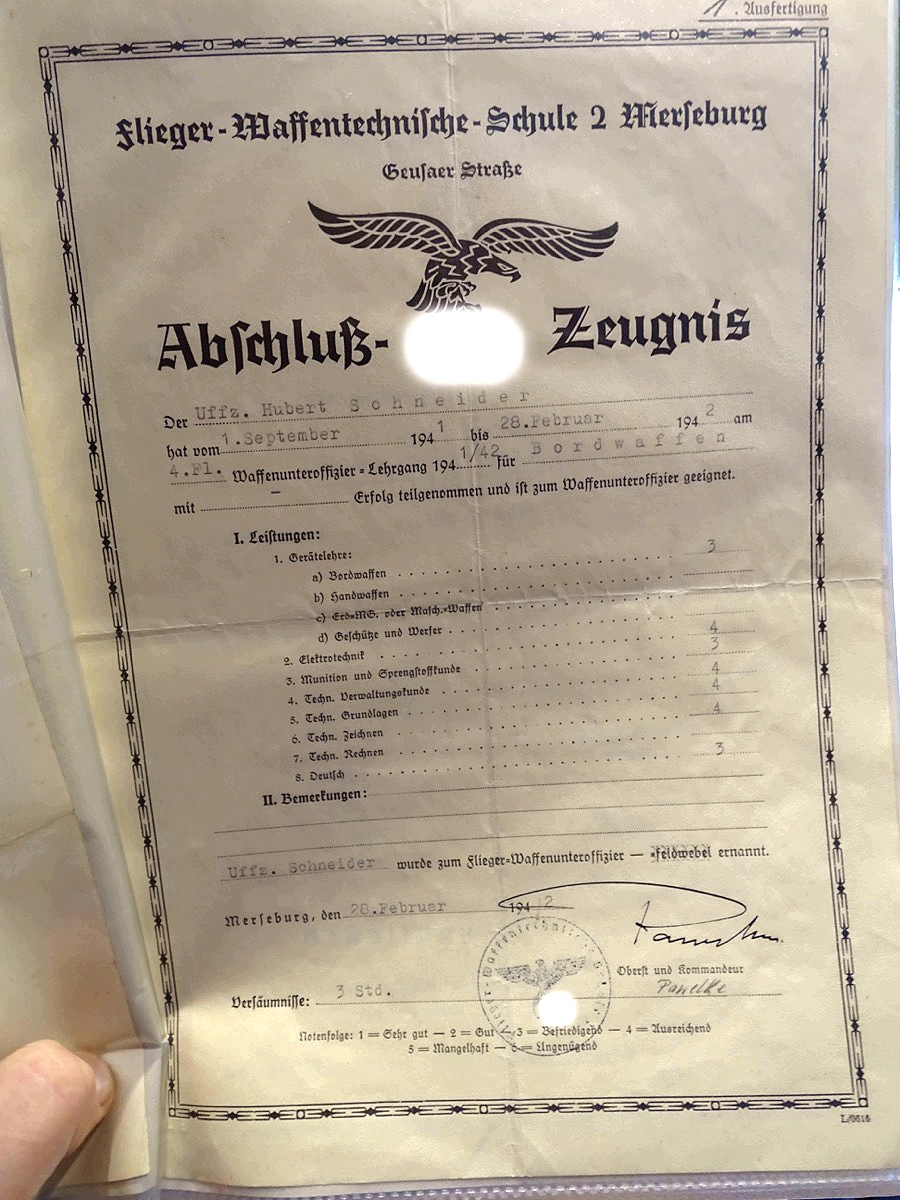 1. Ausfertigung
Flieger-Waffentechnische-Schule 2 Merseburg
Geusaer Straße
Abschluß- Zeugnis
Der Uffz. Hubert Schneider
hat vom 1.September 1941 bis 28.Februar 1942 am
4.Fl. Waffenunteroffizier-Lehrgang 1941/42 für Bordwaffen
mit – Erfolg teilgenommen und ist zum Waffenunteroffizier geeignet.
I. Leistungen:
1. Gerätelehre:
a) Bordwaffen 3
b) Handwaffen
c) Erd-MG. oder Masch.-Waffen
d) Geschütze und Werfer
2. Elektrotechnik 4
3. Munition und Sprengstoffkunde 3
4. Techn. Verwaltungskunde 4
5. Techn. Grundlagen 4
6. Techn. Zeichnen 4
7. Techn. Rechnen
8. Deutsch 3
II. Bemerkungen:
Uffz. Schneider wurde zum Flieger-Waffenunteroffizier — -feldwebel ernannt.
Merseburg, den 28.Februar 1942
Oberst und Kommandeur
Pawelke
Versäumnisse: 3 Std.
Notenfolge: 1 = Sehr gut — 2 = Gut — 3 = Befriedigend — 4 = Ausreichend
5 = Mangelhaft — 6 = Ungenügend
L/0616